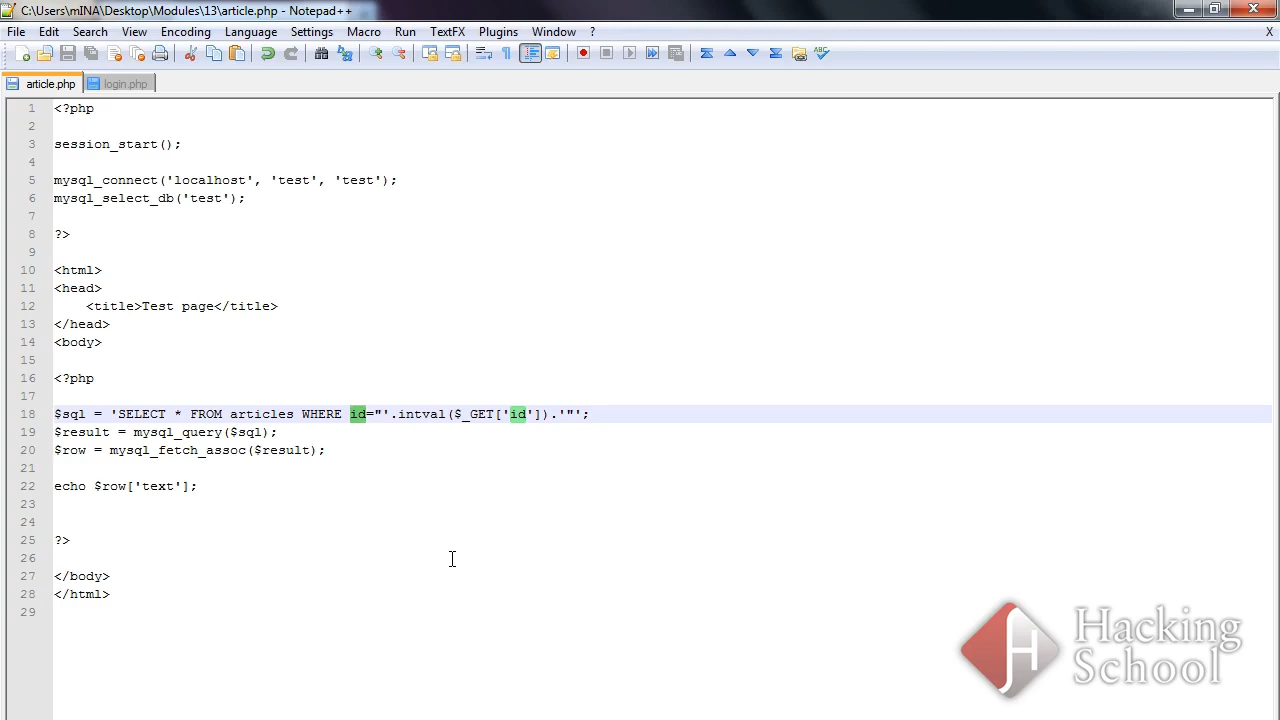 C:\Users\mINA\Desktop\Modules\13\article.php - Notepad++
File Edit Search View Encoding Language Settings Macro Run TextFX Plugins Window ? X
article.php login.php
1 <?php
2
3 session_start();
4
5 mysql_connect('localhost', 'test', 'test');
6 mysql_select_db('test');
7
8 ?>
9
10 <html>
11 <head>
12 <title>Test page</title>
13 </head>
14 <body>
15
16 <?php
17
18 $sql = 'SELECT * FROM articles WHERE id="'.intval($_GET['id']).'"';
19 $result = mysql_query($sql);
20 $row = mysql_fetch_assoc($result);
21
22 echo $row['text'];
23
24
25 ?>
26
27 </body>
28 </html>
29
Hacking
School